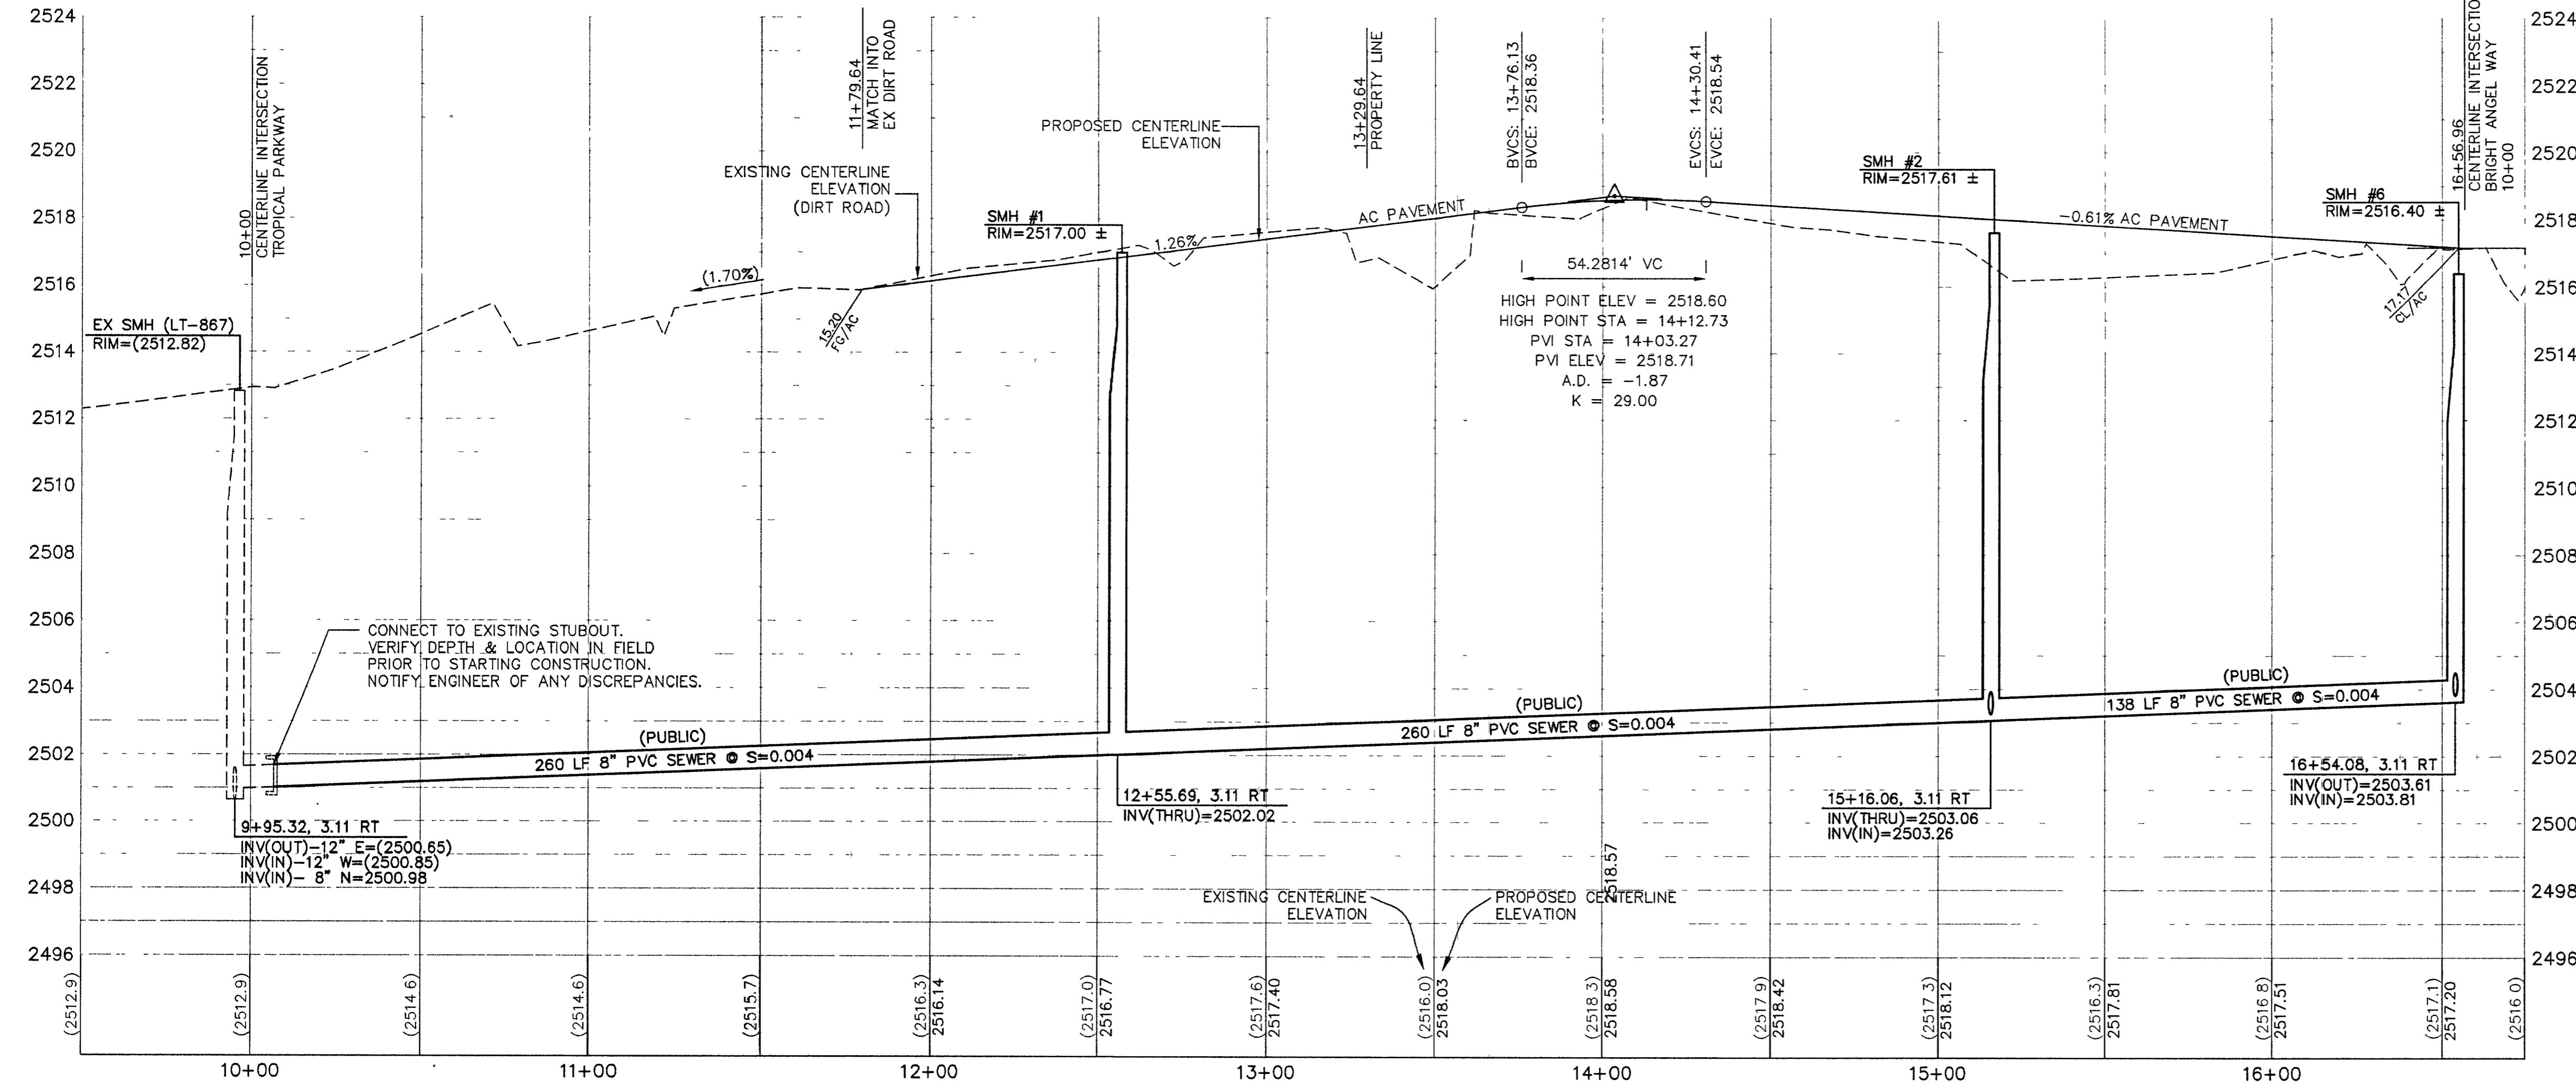 2524
2522
2520
2518
2516
2514
2512
2510
2508
2506
2504
2502
2500
2498
2496
10+00
CENTERLINE INTERSECTION
TROPICAL PARKWAY
11+79.64
MATCH INTO
EX DIRT ROAD
EXISTING CENTERLINE
ELEVATION
(DIRT ROAD)
PROPOSED CENTERLINE
ELEVATION
13+29.64
PROPERTY LINE
BVCS: 13+76.13
BVCE: 2518.36
EVCS: 14+30.41
EVCE: 2518.54
16+56.96
CENTERLINE INTERSECTIO
BRIGHT ANGEL WAY
10+00
EX SMH (LT-867)
RIM=(2512.82)
(1.70%)
15.20
FG/AC
SMH #1
RIM=2517.00 ±
1.26%
AC PAVEMENT
54.2814' VC
HIGH POINT ELEV = 2518.60
HIGH POINT STA = 14+12.73
PVI STA = 14+03.27
PVI ELEV = 2518.71
A.D. = -1.87
K = 29.00
SMH #2
RIM=2517.61 ±
-0.61% AC PAVEMENT
SMH #6
RIM=2516.40 ±
17.17
CL/AC
CONNECT TO EXISTING STUBOUT.
VERIFY DEPTH & LOCATION IN FIELD
PRIOR TO STARTING CONSTRUCTION.
NOTIFY ENGINEER OF ANY DISCREPANCIES.
(PUBLIC)
260 LF 8" PVC SEWER @ S=0.004
(PUBLIC)
260 LF 8" PVC SEWER @ S=0.004
(PUBLIC)
138 LF 8" PVC SEWER @ S=0.004
9+95.32, 3.11 RT
INV(OUT)-12" E=(2500.65)
INV(IN)-12" W=(2500.85)
INV(IN)- 8" N=2500.98
12+55.69, 3.11 RT
INV(THRU)=2502.02
15+16.06, 3.11 RT
INV(THRU)=2503.06
INV(IN)=2503.26
16+54.08, 3.11 RT
INV(OUT)=2503.61
INV(IN)=2503.81
EXISTING CENTERLINE
ELEVATION
PROPOSED CENTERLINE
ELEVATION
2518.57
(2512.9)
(2512.9)
(2514.6)
(2514.6)
(2515.7)
(2516.3)
2516.14
(2517.0)
2516.77
(2517.6)
2517.40
(2516.0)
2518.03
(2518.3)
2518.58
(2517.9)
2518.42
(2517.3)
2518.12
(2516.3)
2517.81
(2516.8)
2517.51
(2517.1)
2517.20
(2516.0)
10+00
11+00
12+00
13+00
14+00
15+00
16+00
2524
2522
2520
2518
2516
2514
2512
2510
2508
2506
2504
2502
2500
2498
2496